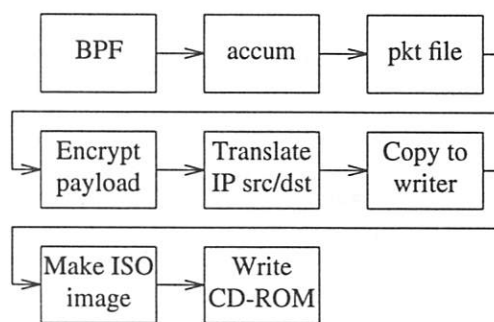 BPF
accum
pkt file
Encrypt
payload
Translate
IP src/dst
Copy to
writer
Make ISO
image
Write
CD-ROM